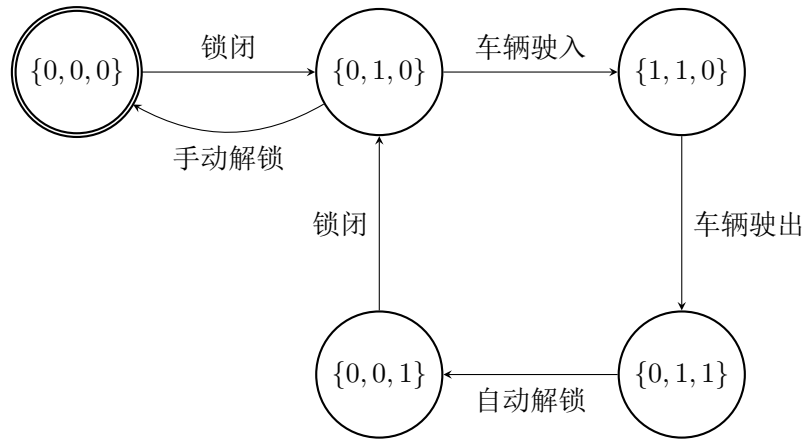 {0, 0, 0}
锁闭
{0, 1, 0}
车辆驶入
{1, 1, 0}
手动解锁
锁闭
车辆驶出
{0, 0, 1}
自动解锁
{0, 1, 1}